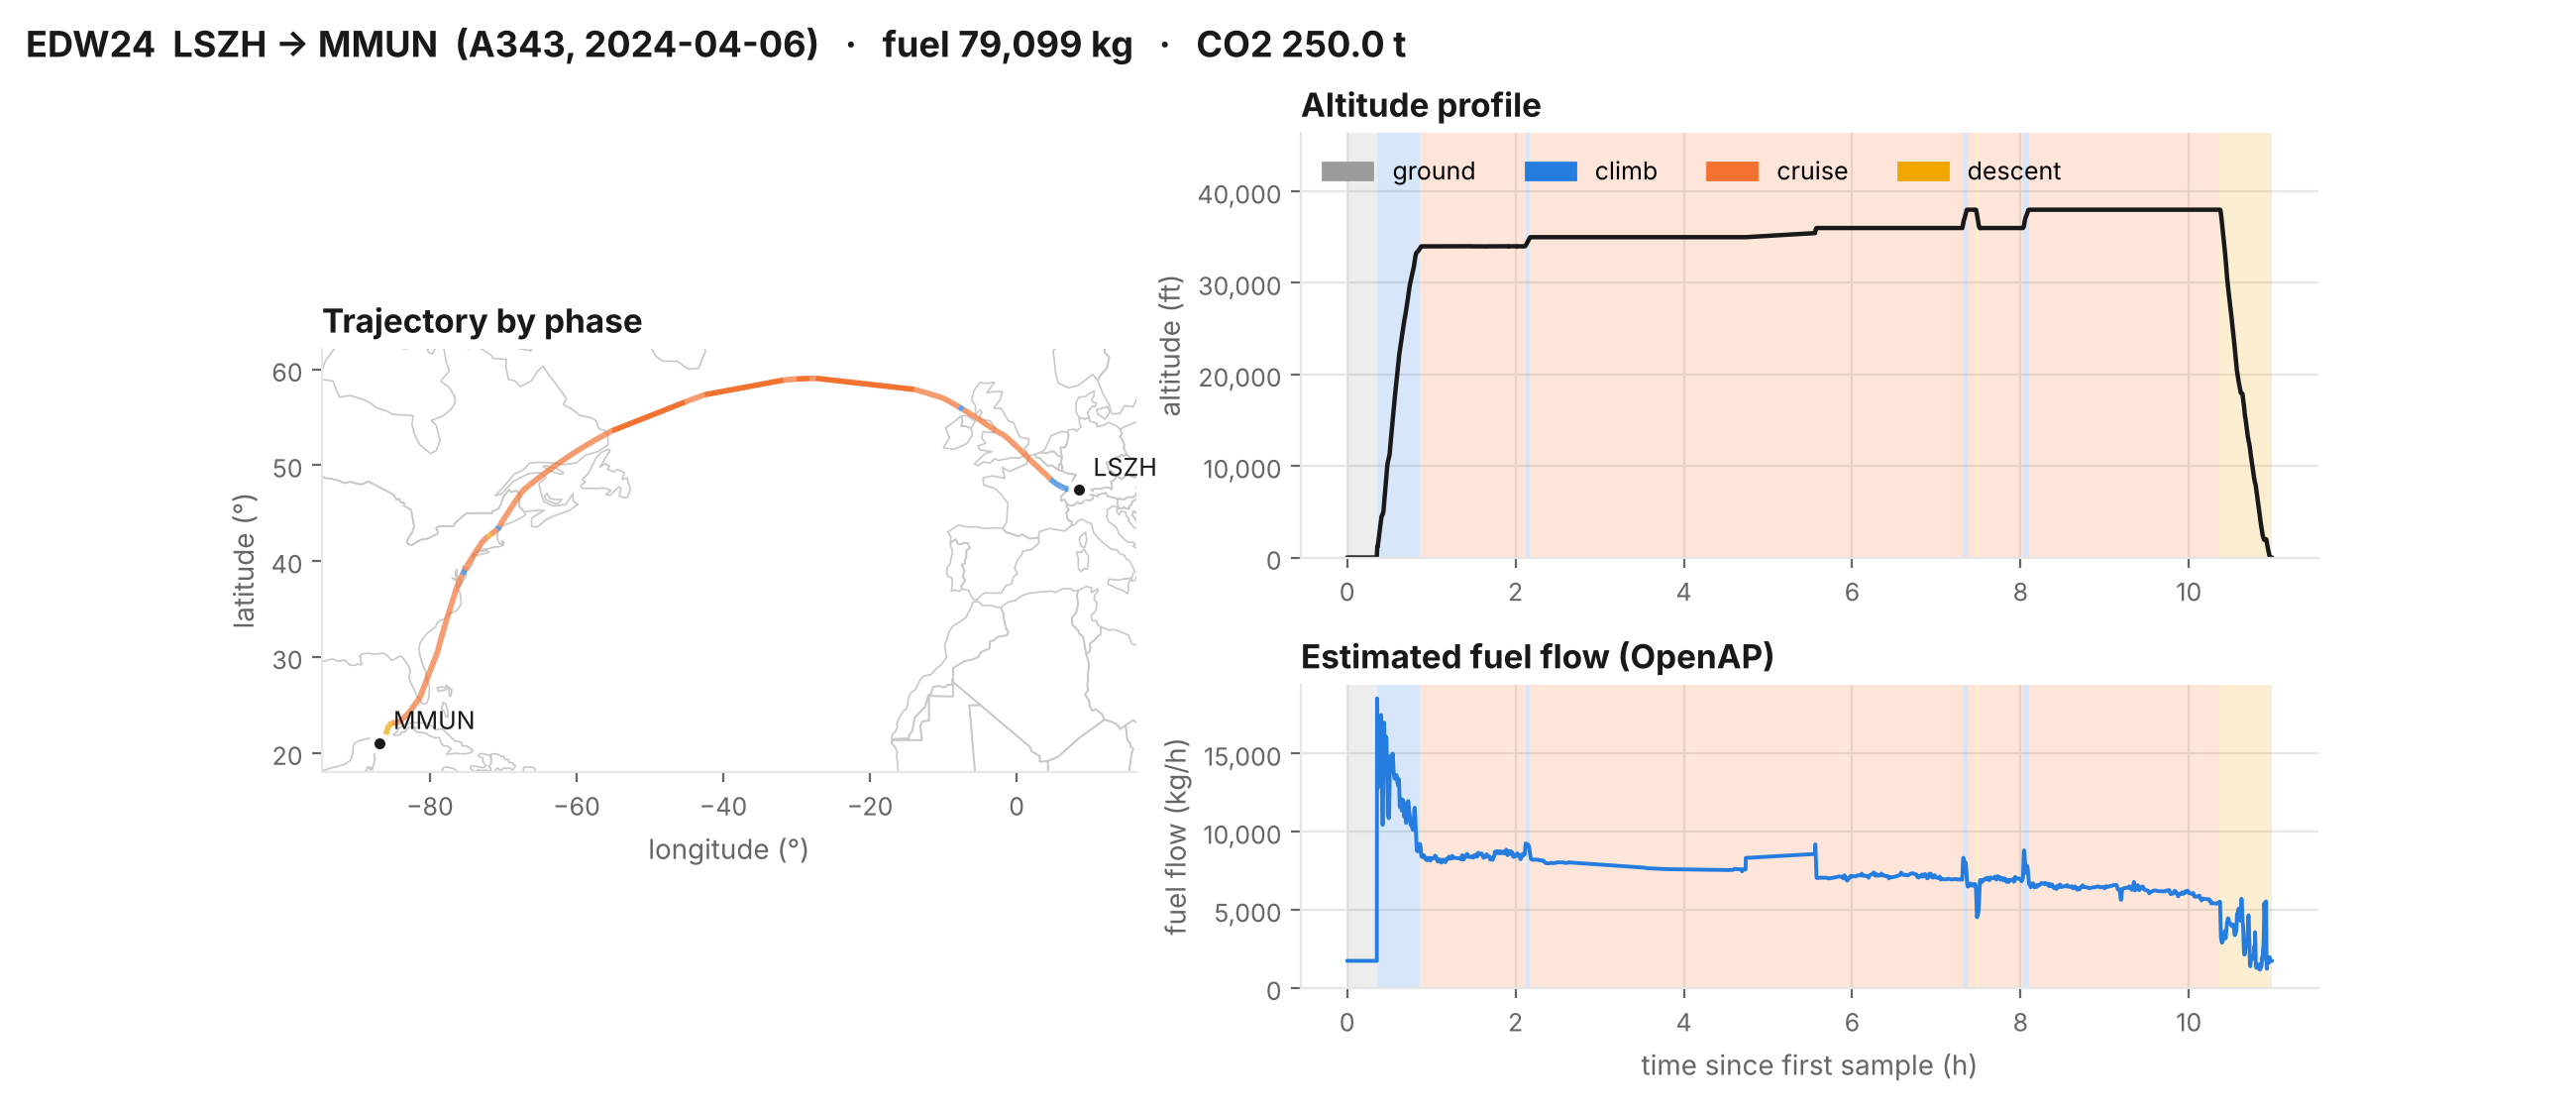 EDW24 LSZH → MMUN (A343, 2024-04-06) · fuel 79,099 kg · CO2 250.0 t
Trajectory by phase
60
50
40
30
20
latitude (°)
−80 −60 −40 −20 0
longitude (°)
LSZH
MMUN
Altitude profile
ground climb cruise descent
40,000
30,000
20,000
10,000
0
altitude (ft)
0 2 4 6 8 10
Estimated fuel flow (OpenAP)
15,000
10,000
5,000
0
fuel flow (kg/h)
0 2 4 6 8 10
time since first sample (h)